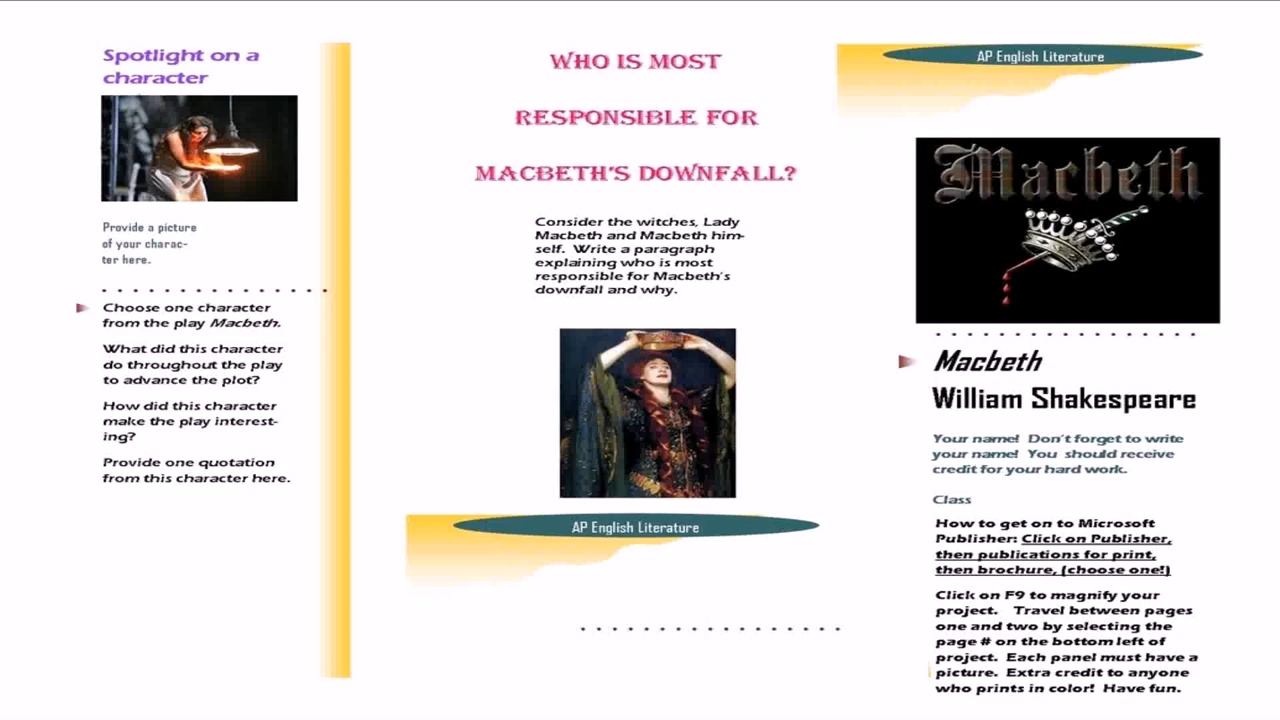 Spotlight on a
character
Provide a picture
of your charac-
ter here.
Choose one character
from the play Macbeth.
What did this character
do throughout the play
to advance the plot?
How did this character
make the play interest-
ing?
Provide one quotation
from this character here.
WHO IS MOST
RESPONSIBLE FOR
MACBETH'S DOWNFALL?
Consider the witches, Lady
Macbeth and Macbeth him-
self. Write a paragraph
explaining who is most
responsible for Macbeth's
downfall and why.
AP English Literature
AP English Literature
Macbeth
Macbeth
William Shakespeare
Your name! Don't forget to write
your name! You should receive
credit for your hard work.
Class
How to get on to Microsoft
Publisher: Click on Publisher,
then publications for print,
then brochure, (choose one!)
Click on F9 to magnify your
project. Travel between pages
one and two by selecting the
page # on the bottom left of
project. Each panel must have a
picture. Extra credit to anyone
who prints in color! Have fun.